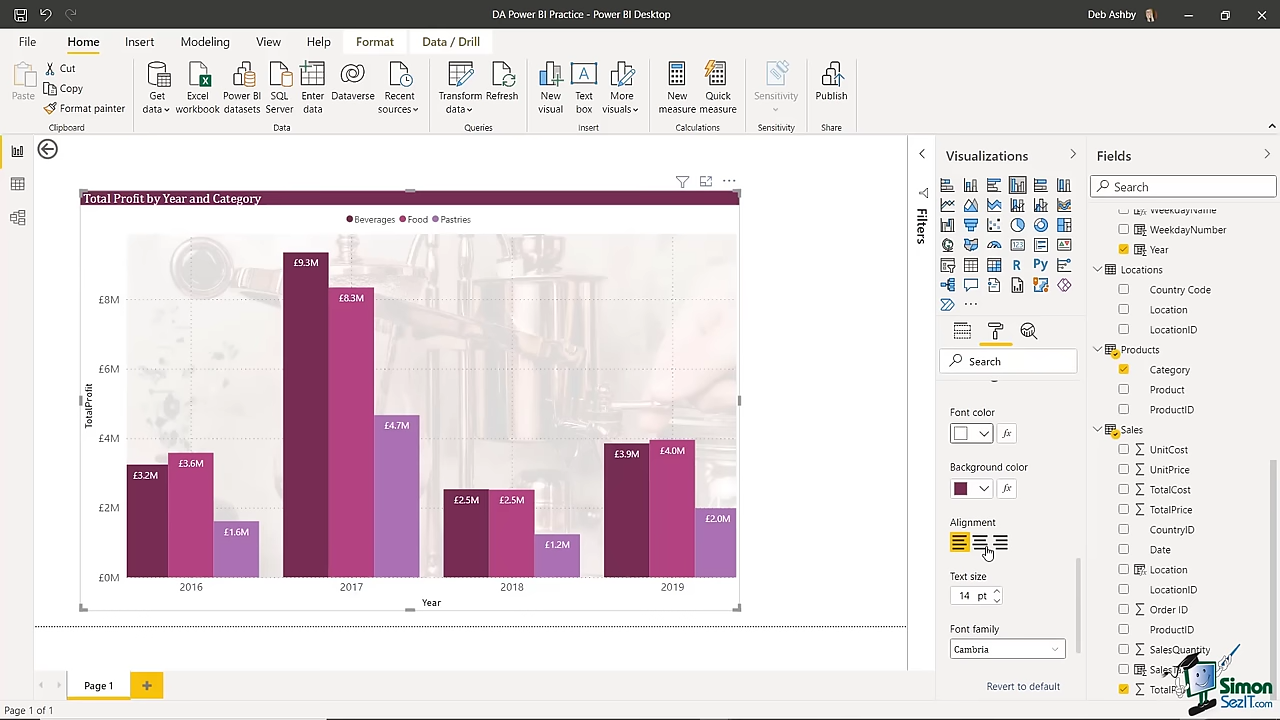 DA Power BI Practice - Power BI Desktop
Deb Ashby
File Home Insert Modeling View Help Format Data / Drill
Paste
Cut
Copy
Format painter
Clipboard
Get data
Excel workbook
Power BI datasets
SQL Server
Enter data
Dataverse
Recent sources
Data
Transform data
Refresh
Queries
New visual
Text box
More visuals
Insert
New measure
Quick measure
Calculations
Sensitivity
Sensitivity
Publish
Share
Total Profit by Year and Category
Beverages Food Pastries
£8M
£6M
£4M
£2M
£0M
TotalProfit
£3.2M
£3.6M
£1.6M
£9.3M
£8.3M
£4.7M
£2.5M
£2.5M
£1.2M
£3.9M
£4.0M
£2.0M
2016 2017 2018 2019
Year
Filters
Visualizations
R Py
123
Search
Font color
fx
Background color
fx
Alignment
Text size
14 pt
Font family
Cambria
Revert to default
Fields
Search
WeekdayName
WeekdayNumber
Year
Locations
Country Code
Location
LocationID
Products
Category
Product
ProductID
Sales
UnitCost
UnitPrice
TotalCost
TotalPrice
CountryID
Date
Location
LocationID
Order ID
ProductID
SalesQuantity
Simon
SezIT.com
Page 1
Page 1 of 1